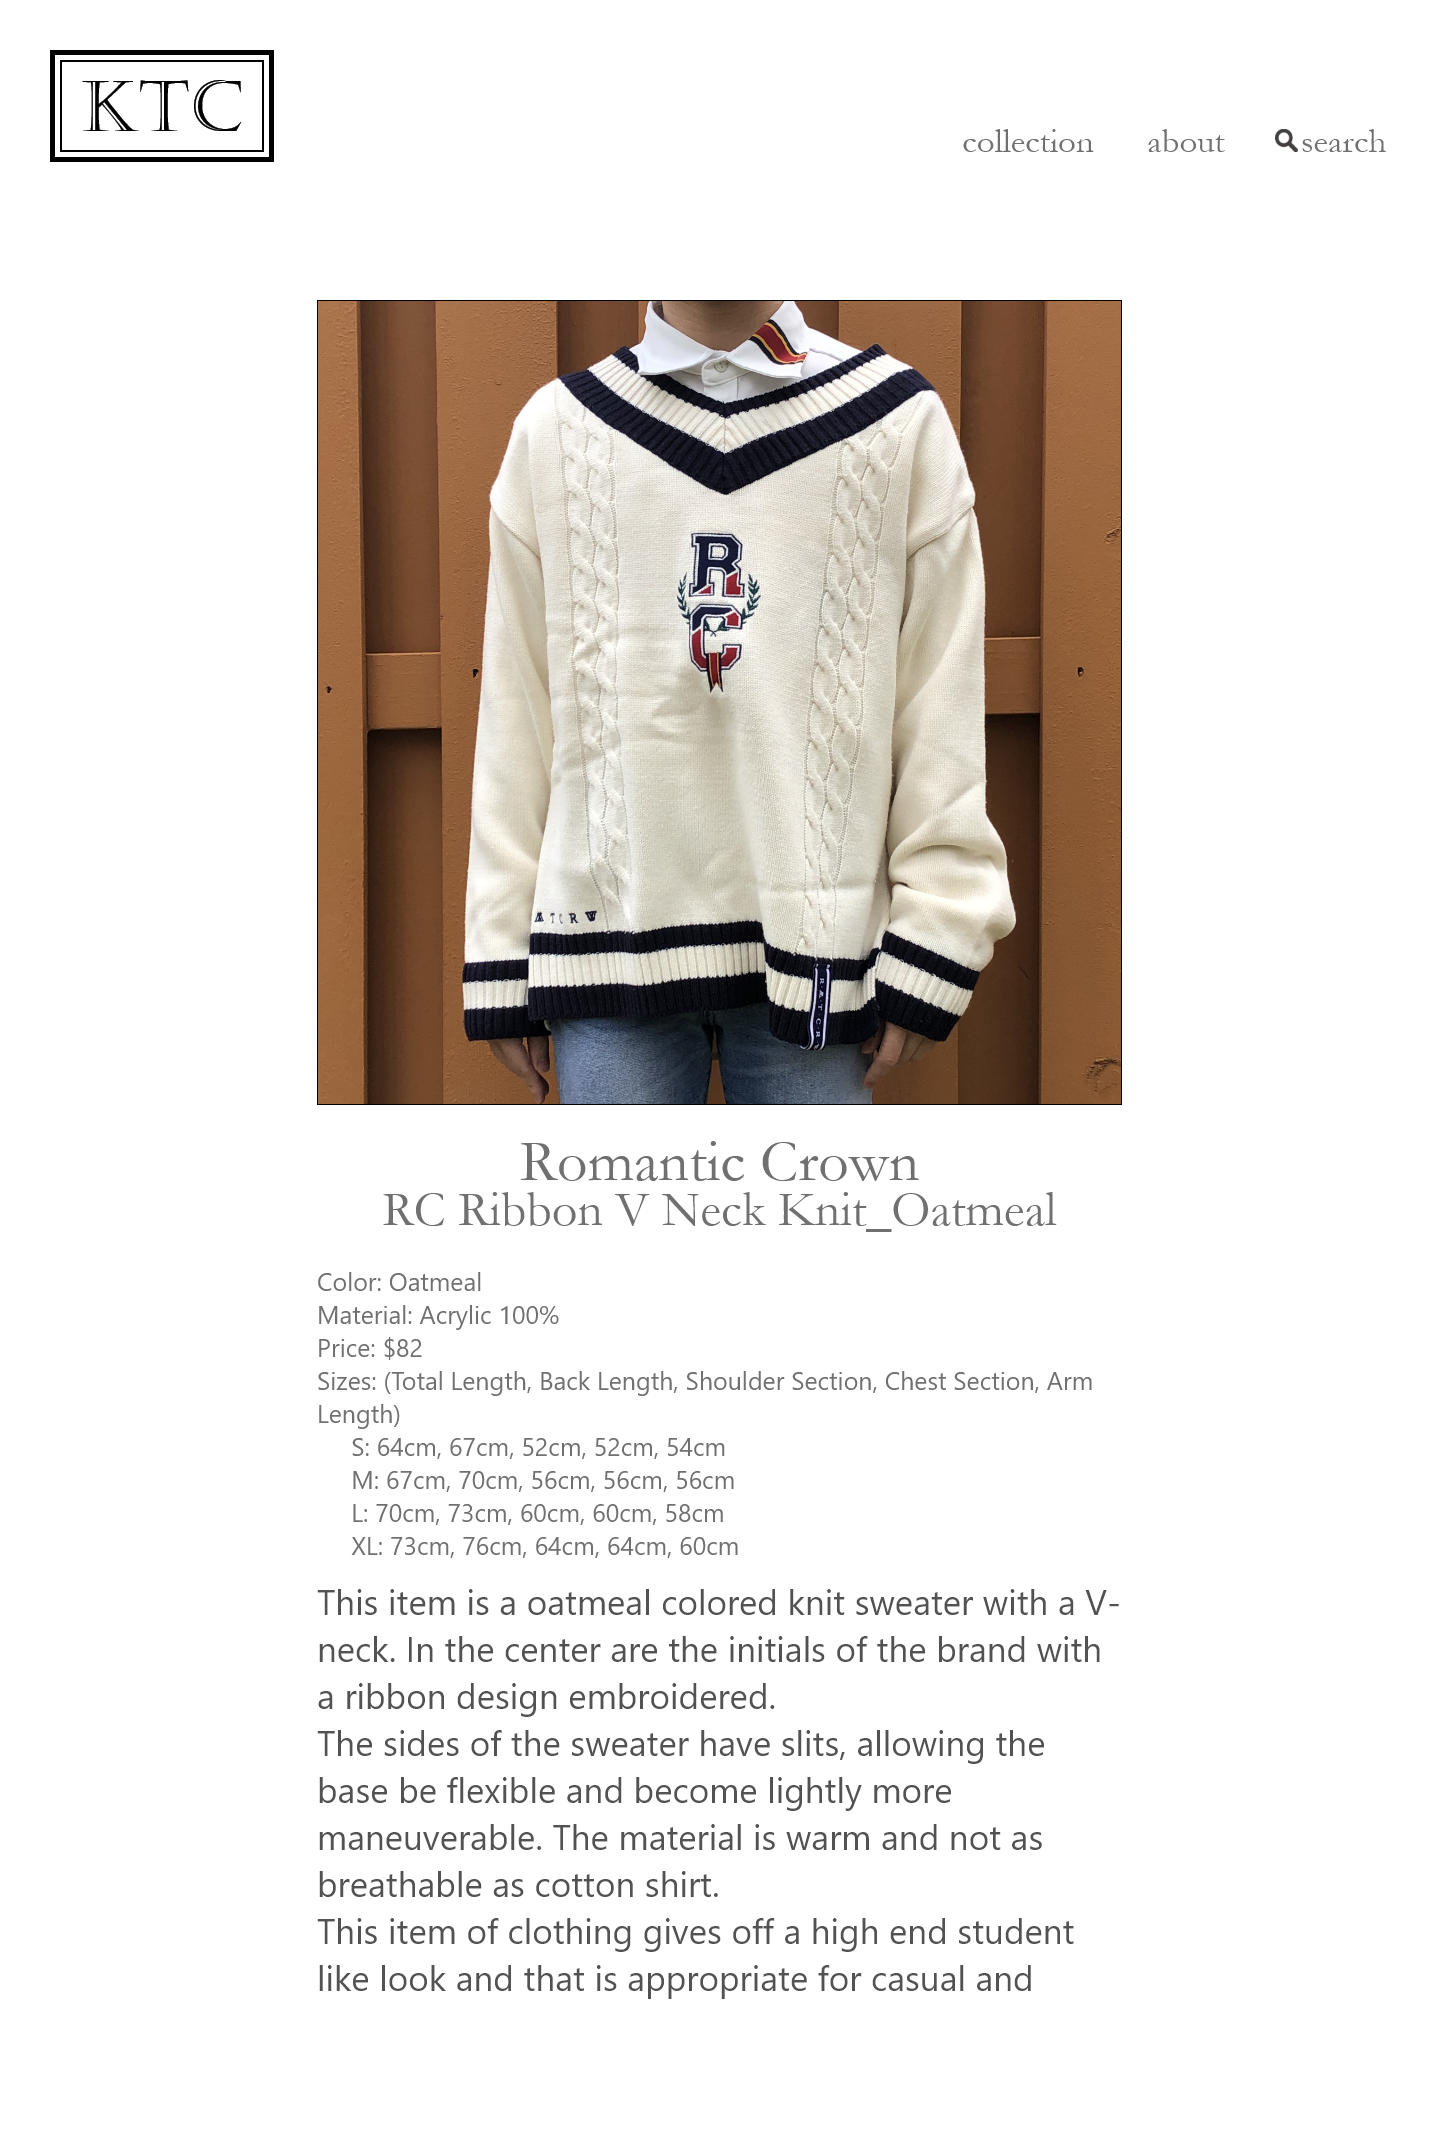 KTC
collection about search
R
C
Romantic Crown
RC Ribbon V Neck Knit_Oatmeal
Color: Oatmeal
Material: Acrylic 100%
Price: $82
Sizes: (Total Length, Back Length, Shoulder Section, Chest Section, Arm
Length)
S: 64cm, 67cm, 52cm, 52cm, 54cm
M: 67cm, 70cm, 56cm, 56cm, 56cm
L: 70cm, 73cm, 60cm, 60cm, 58cm
XL: 73cm, 76cm, 64cm, 64cm, 60cm
This item is a oatmeal colored knit sweater with a V-
neck. In the center are the initials of the brand with
a ribbon design embroidered.
The sides of the sweater have slits, allowing the
base be flexible and become lightly more
maneuverable. The material is warm and not as
breathable as cotton shirt.
This item of clothing gives off a high end student
like look and that is appropriate for casual and